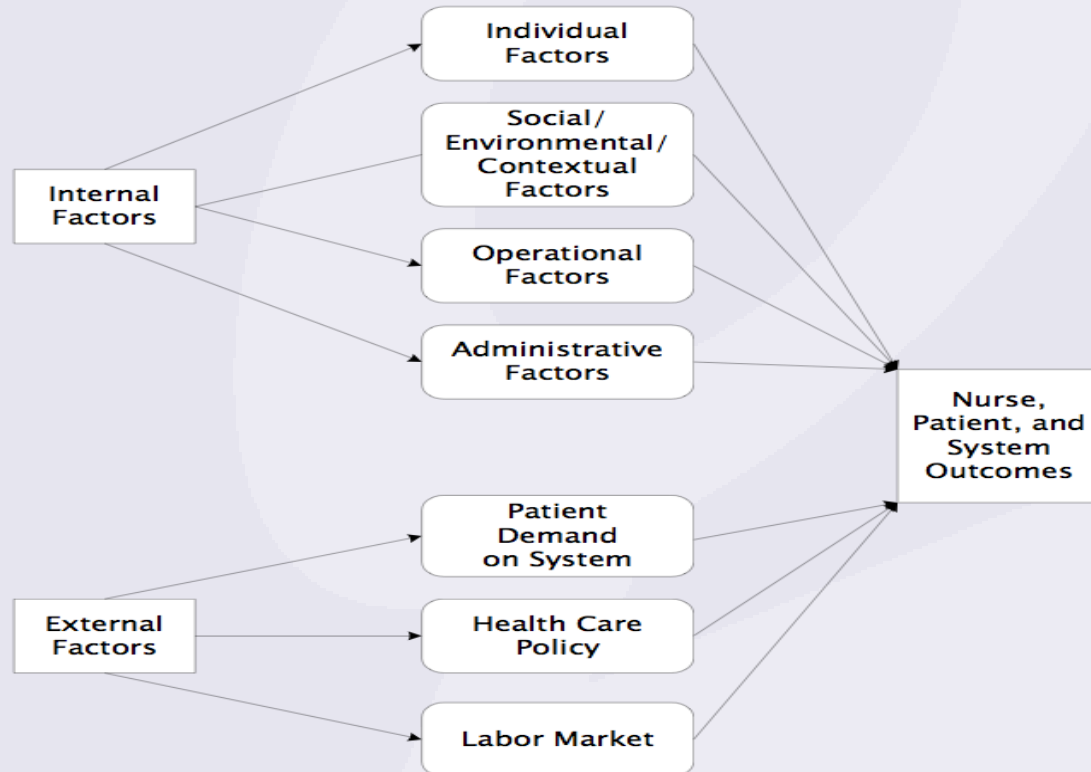 Individual
Factors
Social/
Environmental/
Contextual
Factors
Internal
Factors
Operational
Factors
Administrative
Factors
Nurse,
Patient, and
System
Outcomes
Patient
Demand
on System
External
Factors
Health Care
Policy
Labor Market